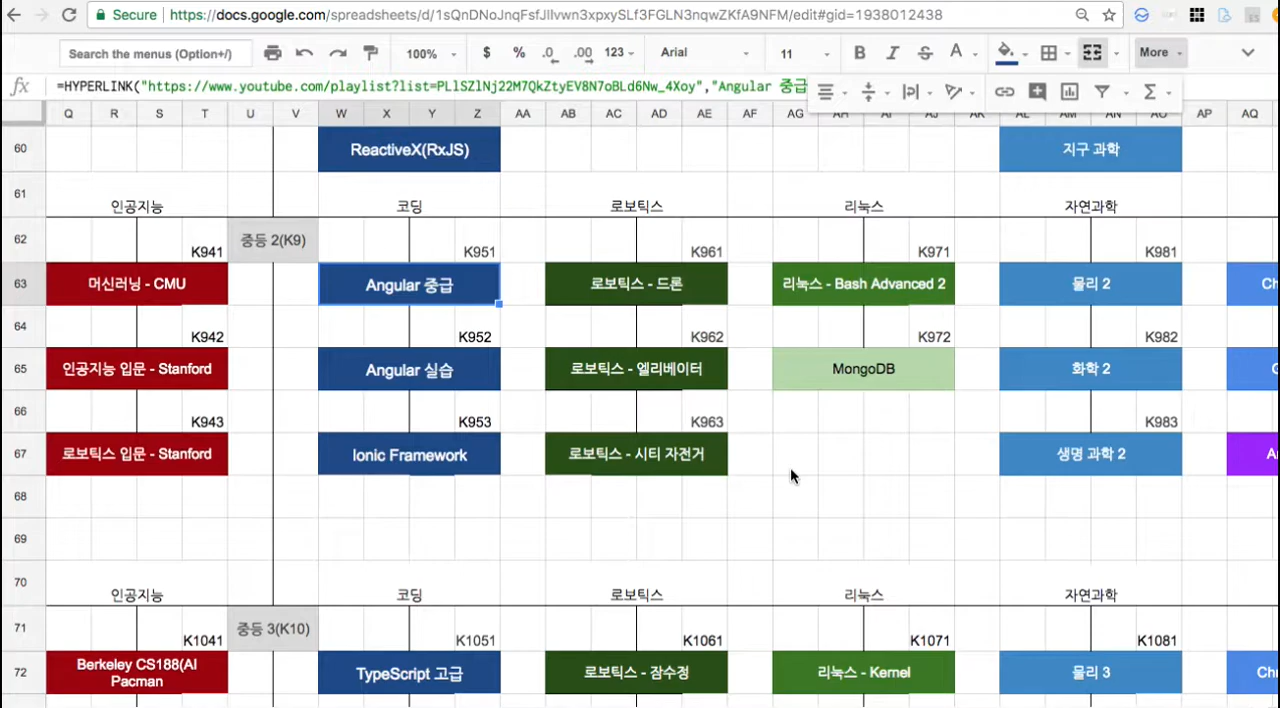 Secure https://docs.google.com/spreadsheets/d/1sQnDNoJnqFsfJIlvwn3xpxySLf3FGLN3nqwZKfA9NFM/edit#gid=1938012438
Search the menus (Option+/) 100% $ % .0 .00 123 Arial 11 B I S A More
fx =HYPERLINK("https://www.youtube.com/playlist?list=PLlSZlNj22M7QkZtyEV8N7oBLd6Nw_4Xoy","Angular 중급
Q R S T U V W X Y Z AA AB AC AD AE AF AG AH AI AJ AK AL AM AN AO AP AQ
60 ReactiveX(RxJS) 지구 과학
61 인공지능 코딩 로보틱스 리눅스 자연과학
62 K941 중등 2(K9) K951 K961 K971 K981
63 머신러닝 - CMU Angular 중급 로보틱스 - 드론 리눅스 - Bash Advanced 2 물리 2 Ch
64 K942 K952 K962 K972 K982
65 인공지능 입문 - Stanford Angular 실습 로보틱스 - 엘리베이터 MongoDB 화학 2
66 K943 K953 K963 K983
67 로보틱스 입문 - Stanford Ionic Framework 로보틱스 - 시티 자전거 생명 과학 2
68
69
70 인공지능 코딩 로보틱스 리눅스 자연과학
71 K1041 중등 3(K10) K1051 K1061 K1071 K1081
72 Berkeley CS188(AI Pacman TypeScript 고급 로보틱스 - 잠수정 리눅스 - Kernel 물리 3 Ch